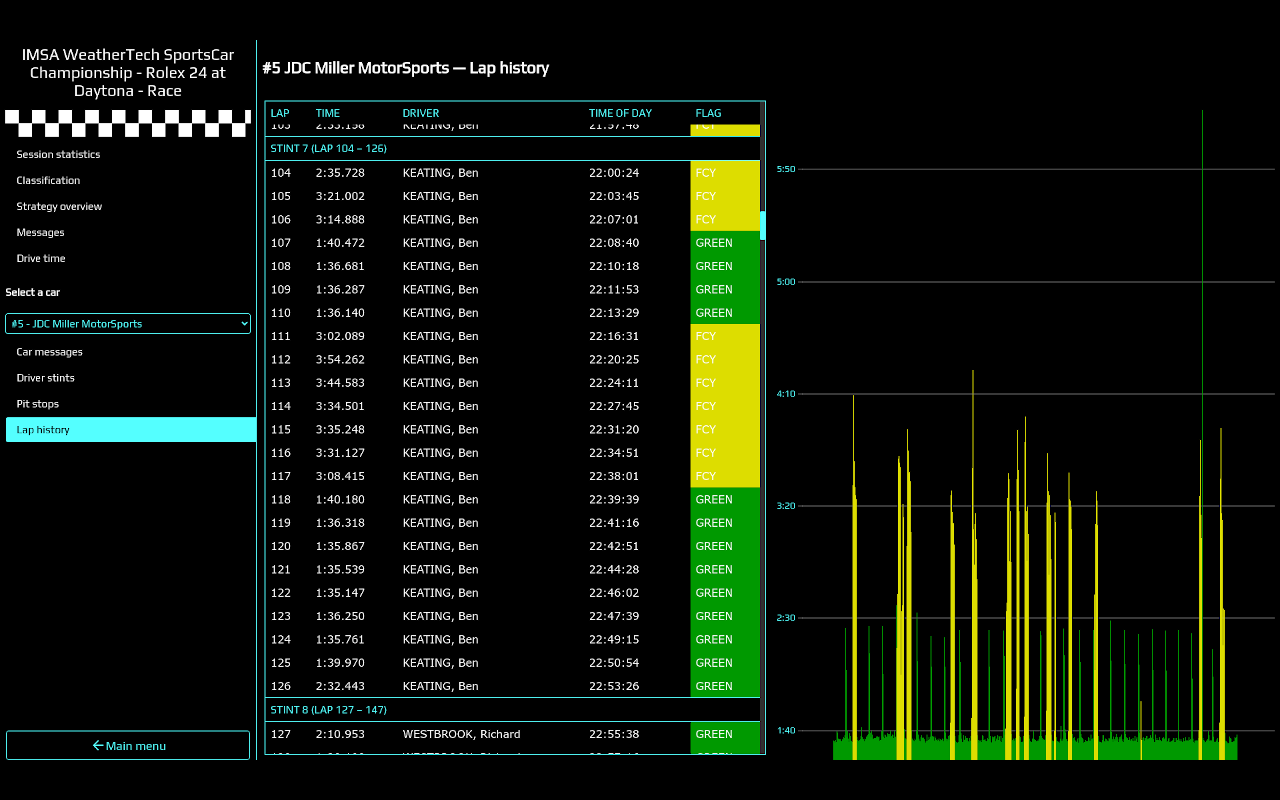 IMSA WeatherTech SportsCar
Championship - Rolex 24 at
Daytona - Race
Session statistics
Classification
Strategy overview
Messages
Drive time
Select a car
#5 - JDC Miller MotorSports
Car messages
Driver stints
Pit stops
Lap history
Main menu
#5 JDC Miller MotorSports — Lap history
LAP TIME DRIVER TIME OF DAY FLAG
103 2:53.158 KEATING, Ben 21:57:48 FCY
STINT 7 (LAP 104 – 126)
104 2:35.728 KEATING, Ben 22:00:24 FCY
105 3:21.002 KEATING, Ben 22:03:45 FCY
106 3:14.888 KEATING, Ben 22:07:01 FCY
107 1:40.472 KEATING, Ben 22:08:40 GREEN
108 1:36.681 KEATING, Ben 22:10:18 GREEN
109 1:36.287 KEATING, Ben 22:11:53 GREEN
110 1:36.140 KEATING, Ben 22:13:29 GREEN
111 3:02.089 KEATING, Ben 22:16:31 FCY
112 3:54.262 KEATING, Ben 22:20:25 FCY
113 3:44.583 KEATING, Ben 22:24:11 FCY
114 3:34.501 KEATING, Ben 22:27:45 FCY
115 3:35.248 KEATING, Ben 22:31:20 FCY
116 3:31.127 KEATING, Ben 22:34:51 FCY
117 3:08.415 KEATING, Ben 22:38:01 FCY
118 1:40.180 KEATING, Ben 22:39:39 GREEN
119 1:36.318 KEATING, Ben 22:41:16 GREEN
120 1:35.867 KEATING, Ben 22:42:51 GREEN
121 1:35.539 KEATING, Ben 22:44:28 GREEN
122 1:35.147 KEATING, Ben 22:46:02 GREEN
123 1:36.250 KEATING, Ben 22:47:39 GREEN
124 1:35.761 KEATING, Ben 22:49:15 GREEN
125 1:39.970 KEATING, Ben 22:50:54 GREEN
126 2:32.443 KEATING, Ben 22:53:26 GREEN
STINT 8 (LAP 127 – 147)
127 2:10.953 WESTBROOK, Richard 22:55:38 GREEN
5:50
5:00
4:10
3:20
2:30
1:40